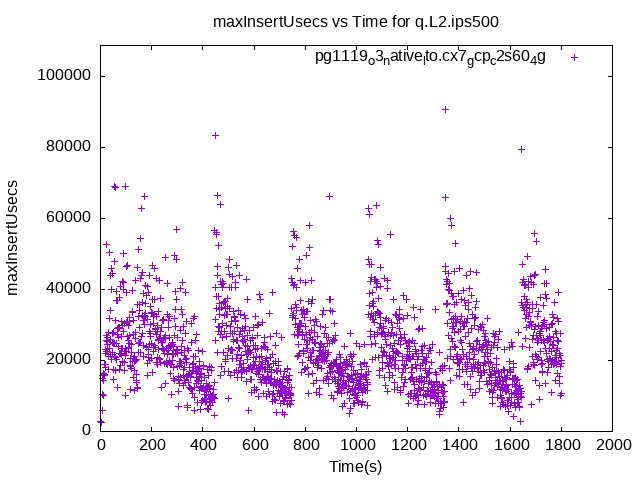 maxInsertUsecs vs Time for q.L2.ips500
pg1119o3native_lto.cx7gcpc2s604g
maxInsertUsecs
100000
80000
60000
40000
20000
0
0 200 400 600 800 1000 1200 1400 1600 1800 2000
Time(s)